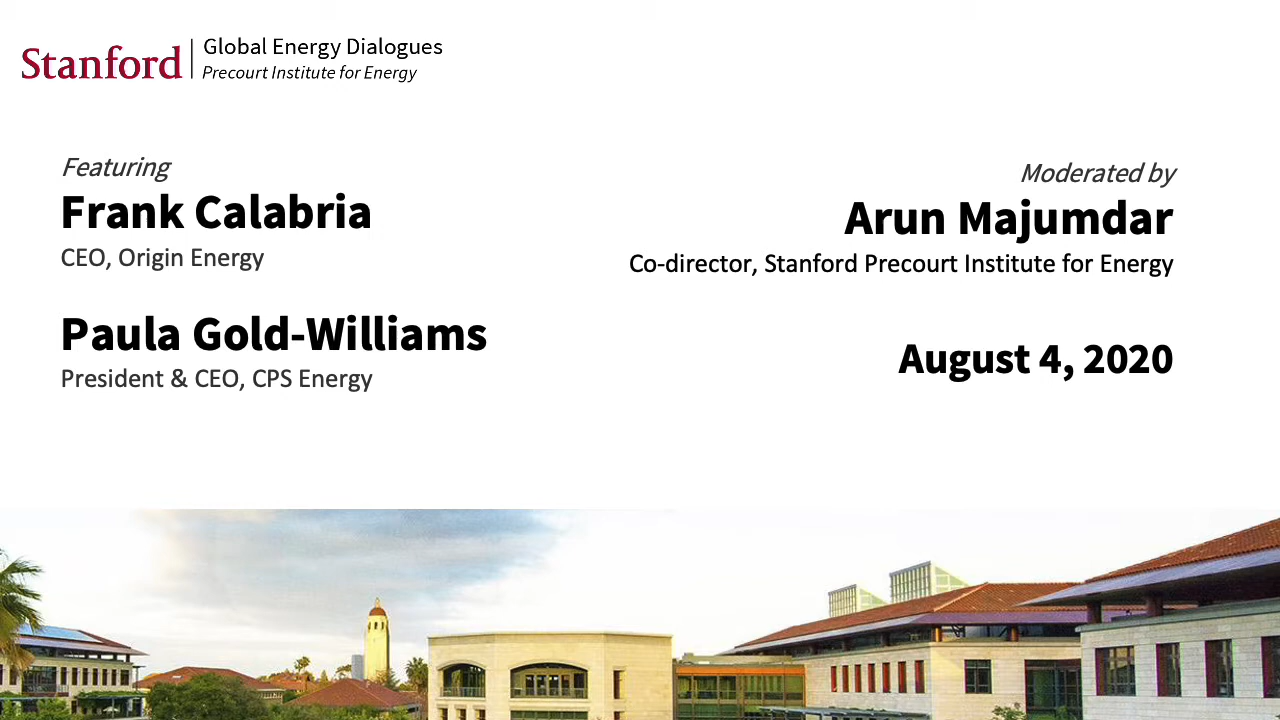 Stanford
Global Energy Dialogues
Precourt Institute for Energy
Featuring
Frank Calabria
CEO, Origin Energy
Paula Gold-Williams
President & CEO, CPS Energy
Moderated by
Arun Majumdar
Co-director, Stanford Precourt Institute for Energy
August 4, 2020